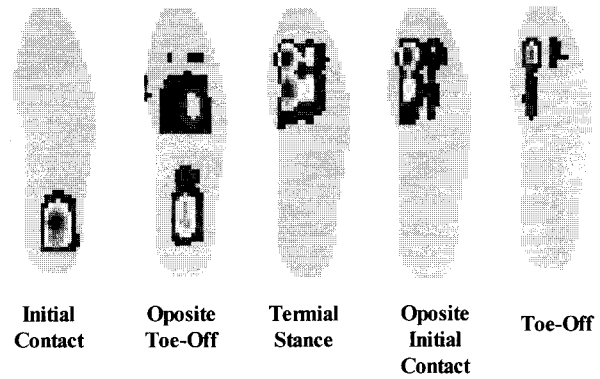 Initial
Contact
Oposite
Toe-Off
Termial
Stance
Oposite
Initial
Contact
Toe-Off